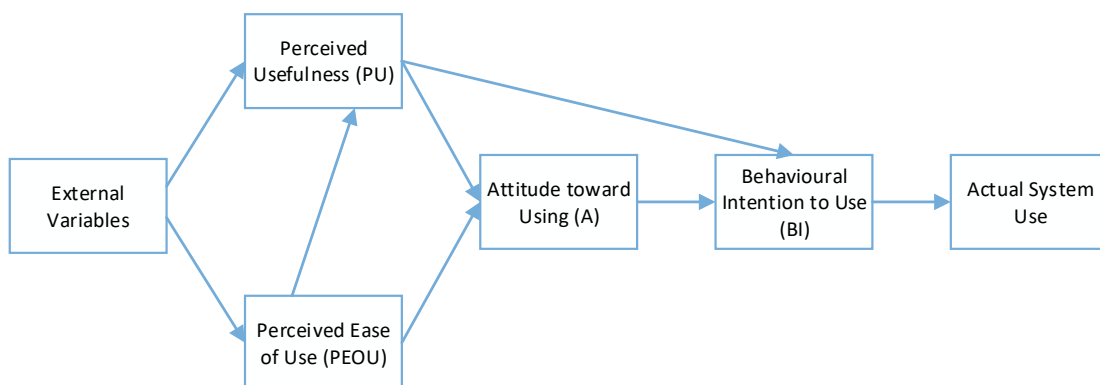 Perceived
Usefulness (PU)
External
Variables
Attitude toward
Using (A)
Behavioural
Intention to Use
(BI)
Actual System
Use
Perceived Ease
of Use (PEOU)